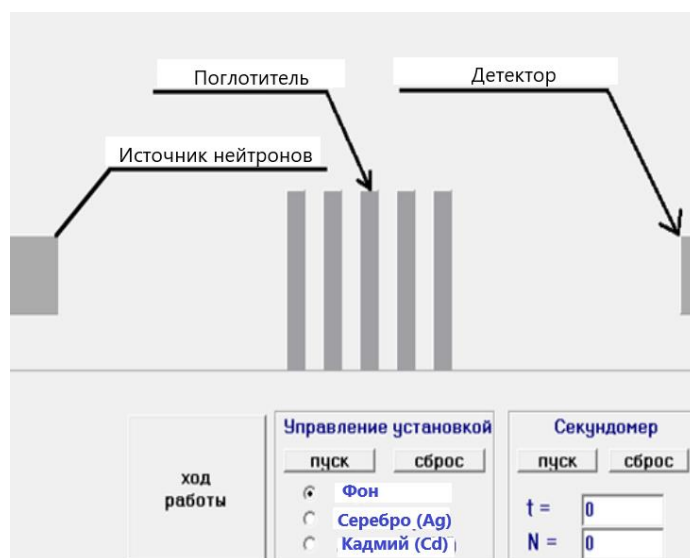 Поглотитель
Детектор
Источник нейтронов
ход
работы
Управление установкой
пуск сброс
Фон
Серебро (Ag)
Кадмий (Cd)
Секундомер
пуск сброс
t = 0
N = 0